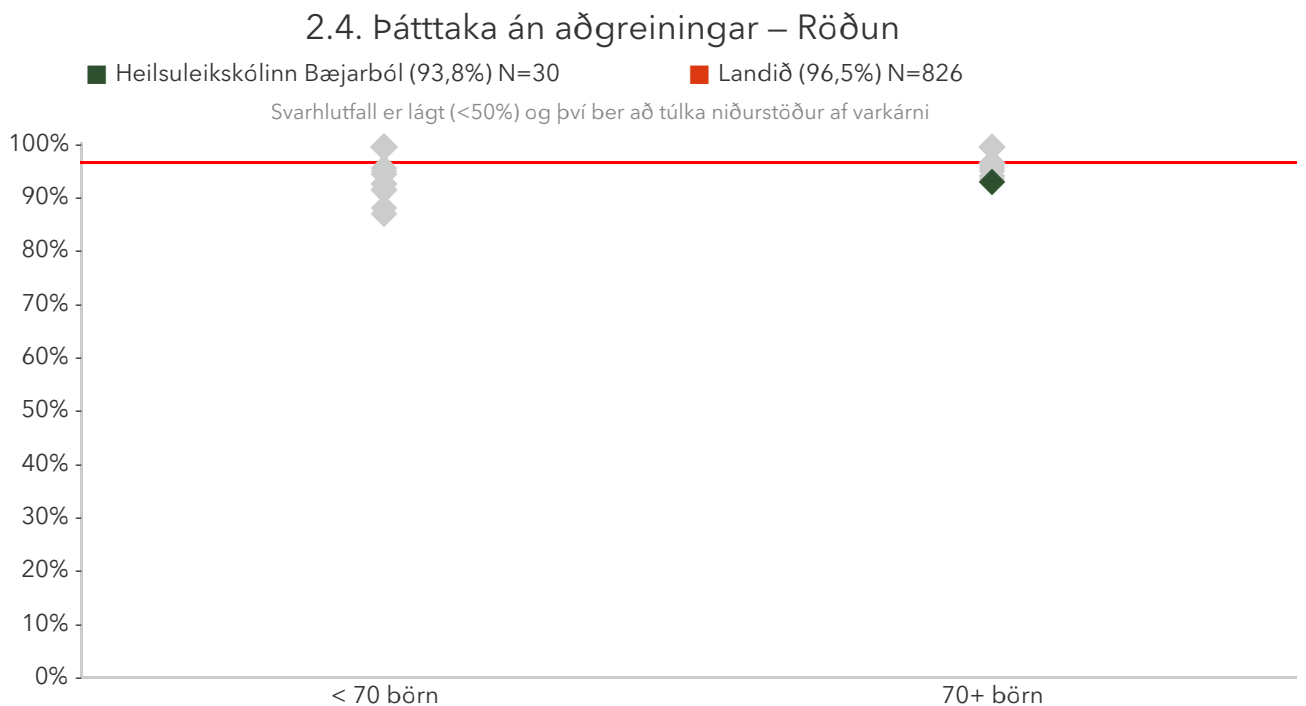 2.4. Þátttaka án aðgreiningar – Röðun
Heilsuleikskólinn Bæjarból (93,8%) N=30
Landið (96,5%) N=826
Svarhlutfall er lágt (<50%) og því ber að túlka niðurstöður af varkárni
100%
90%
80%
70%
60%
50%
40%
30%
20%
10%
0%
< 70 börn
70+ börn